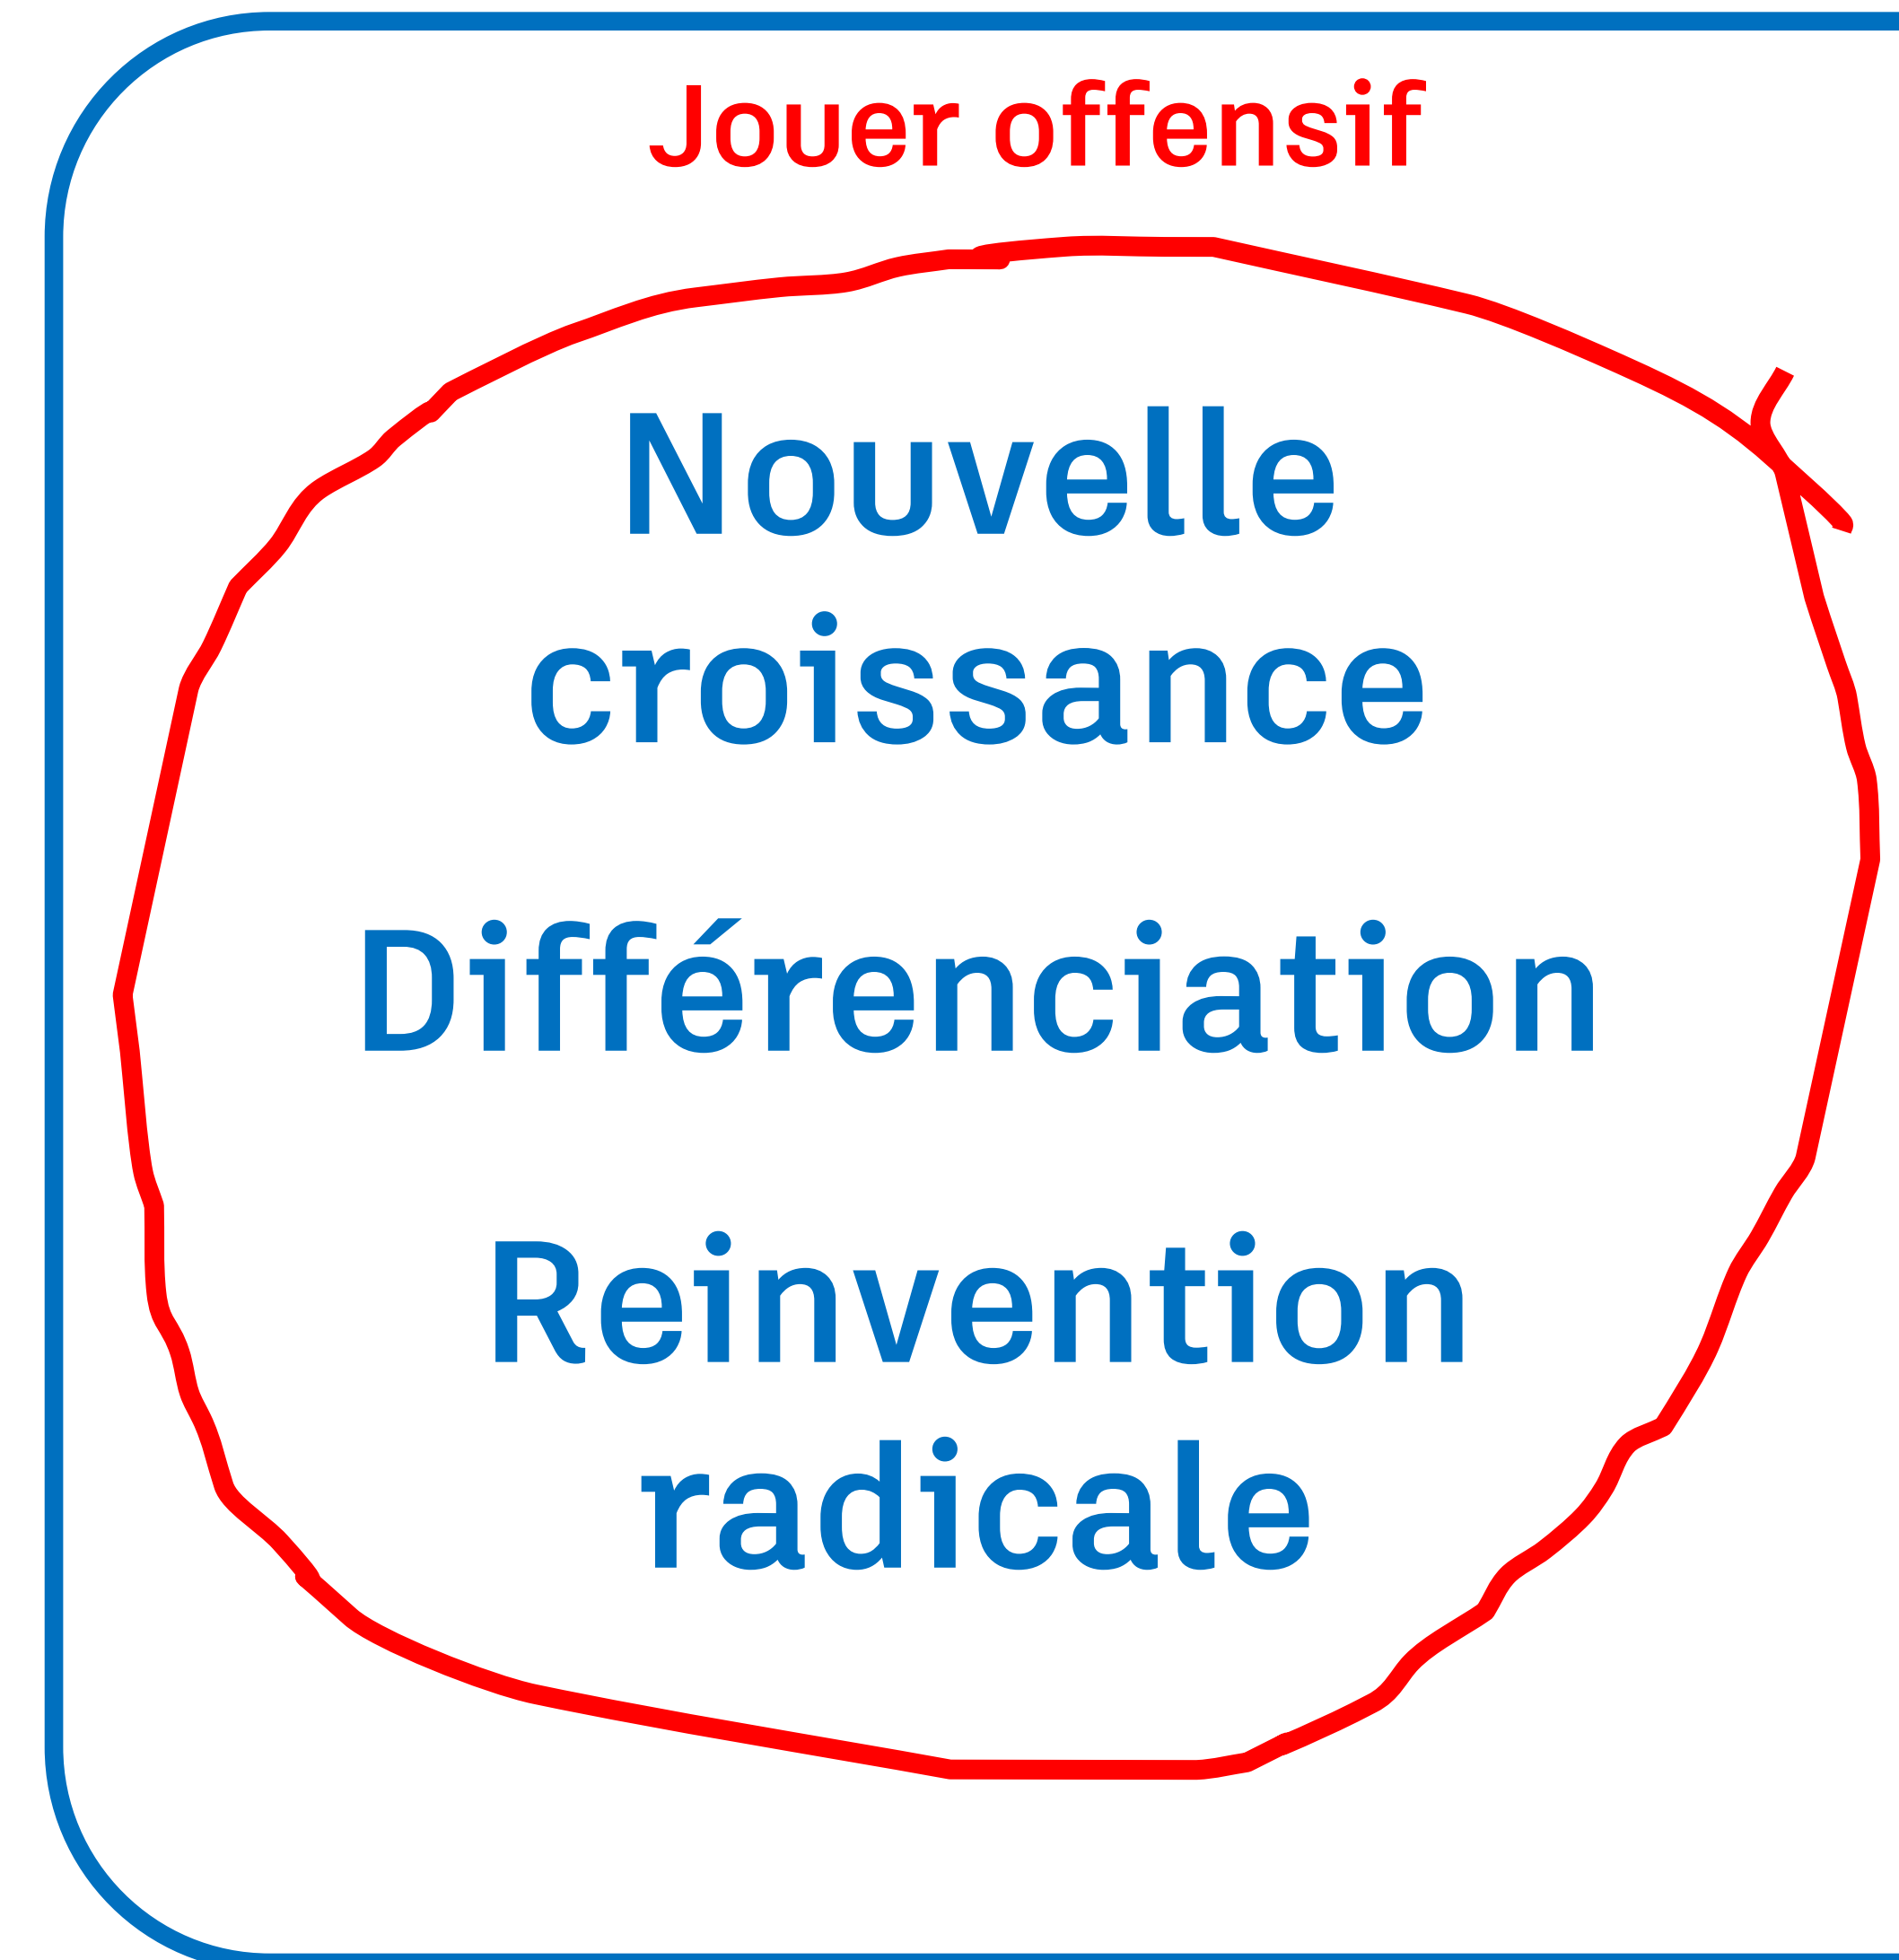 Jouer offensif
Nouvelle
croissance
Différenciation
Reinvention
radicale